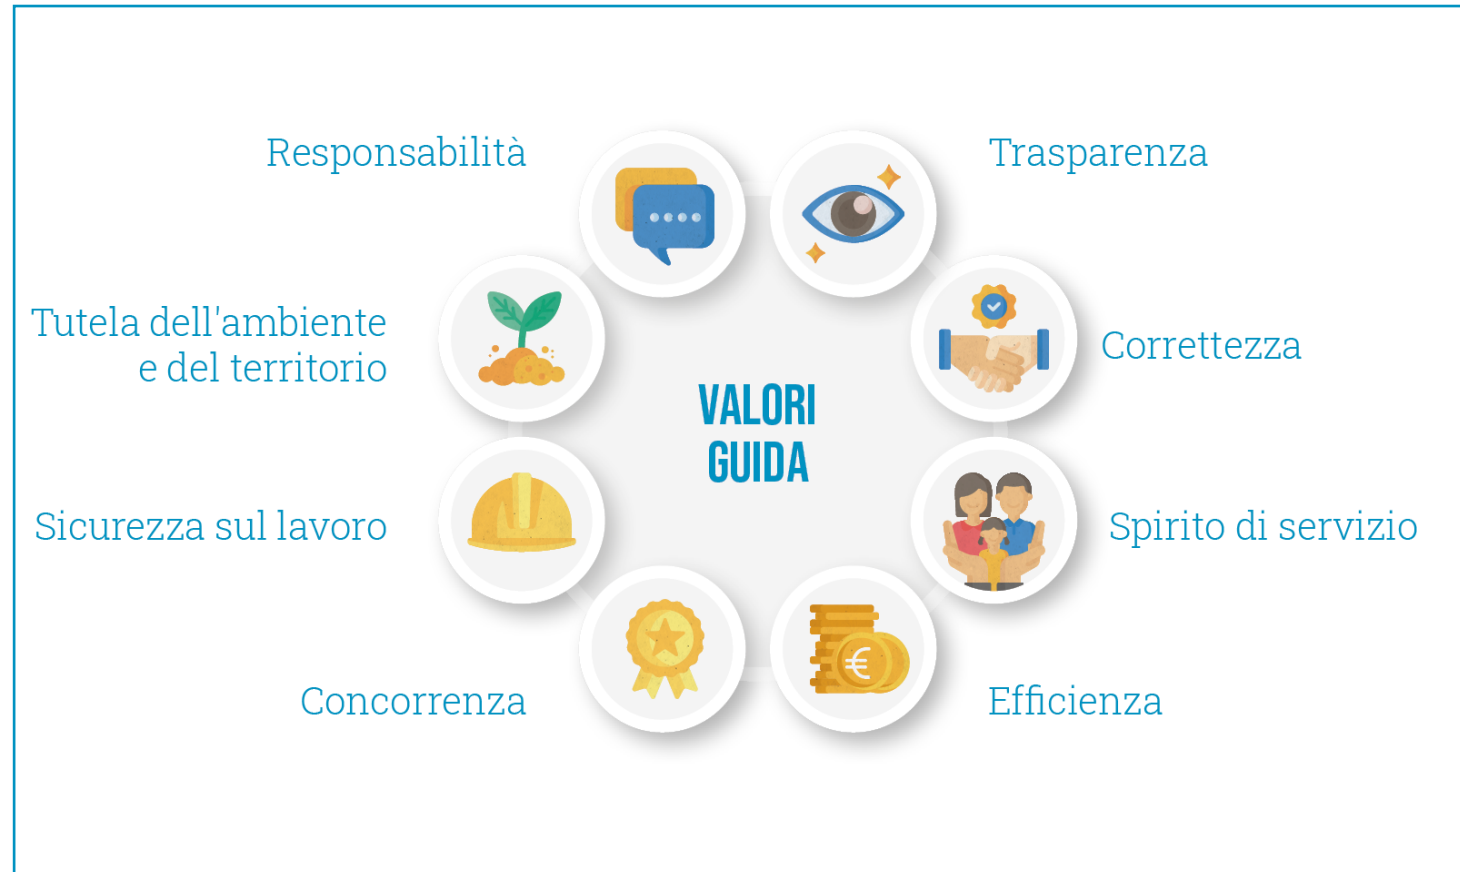 Responsabilità
Trasparenza
Tutela dell'ambiente
e del territorio
Correttezza
VALORI
GUIDA
Sicurezza sul lavoro
Spirito di servizio
Concorrenza
Efficienza
€